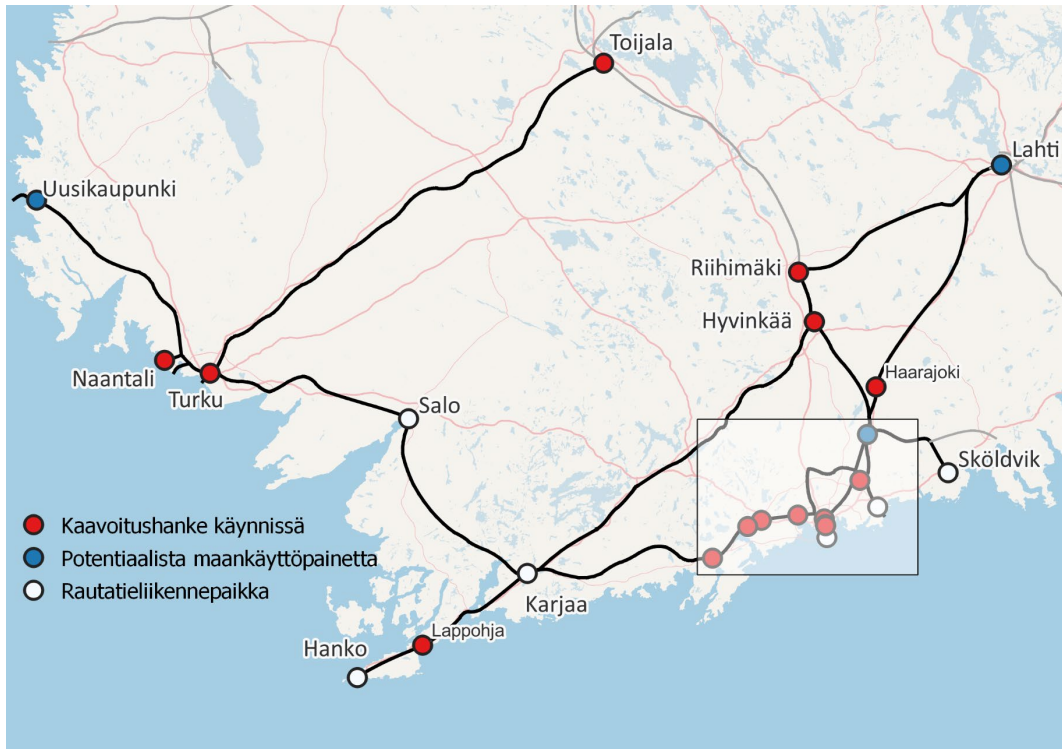 Toijala
Lahti
Uusikaupunki
Riihimäki
Hyvinkää
Naantali
Turku
Haarajoki
Salo
Sköldvik
Kaavoitushanke käynnissä
Potentiaalista maankäyttöpainetta
Rautatieliikennepaikka
Karjaa
Lappohja
Hanko